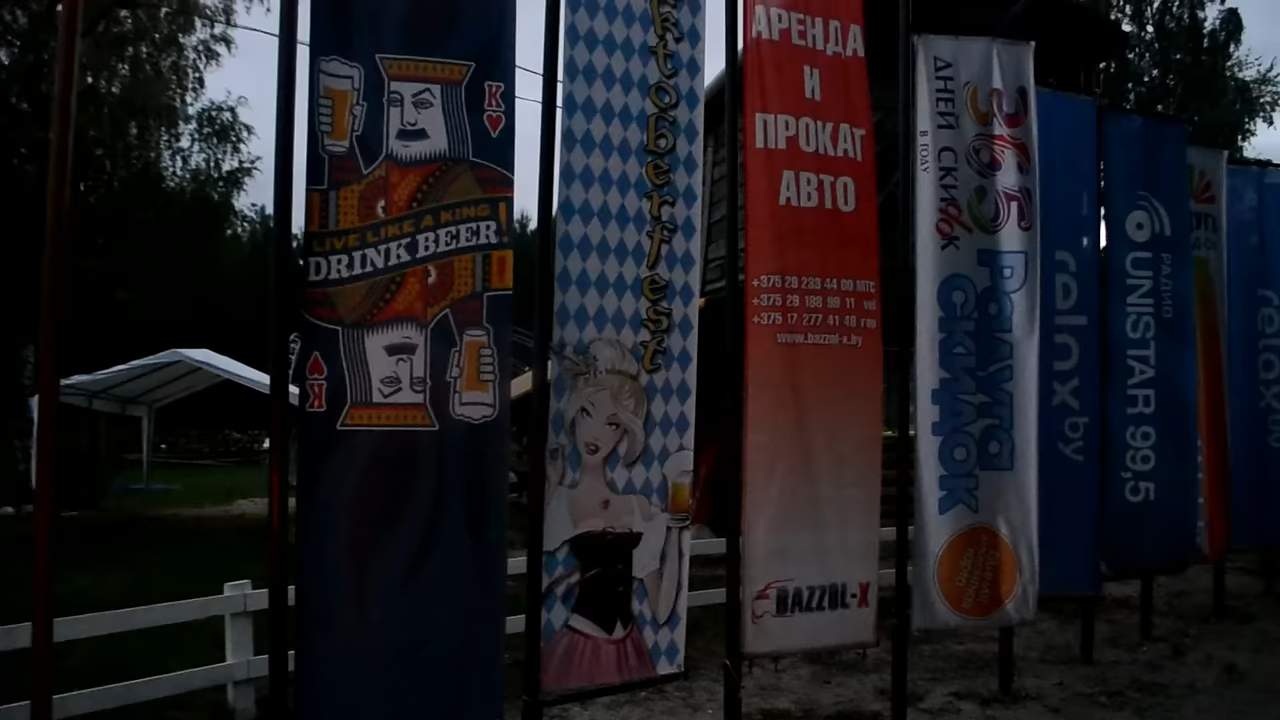 K
LIVE LIKE A KING
DRINK BEER!
K
ktoberfest
АРЕНДА
И
ПРОКАТ
АВТО
+375 29 233 44 00 МТС
+375 29 188 99 11 vel
+375 17 277 41 48 гор
www.bazzol-x.by
BAZZOL-X
365
ДНЕЙ СКИДОК
В ГОДУ
скидок
relax.by
РАДИО
UNISTAR 99,5
relax.by